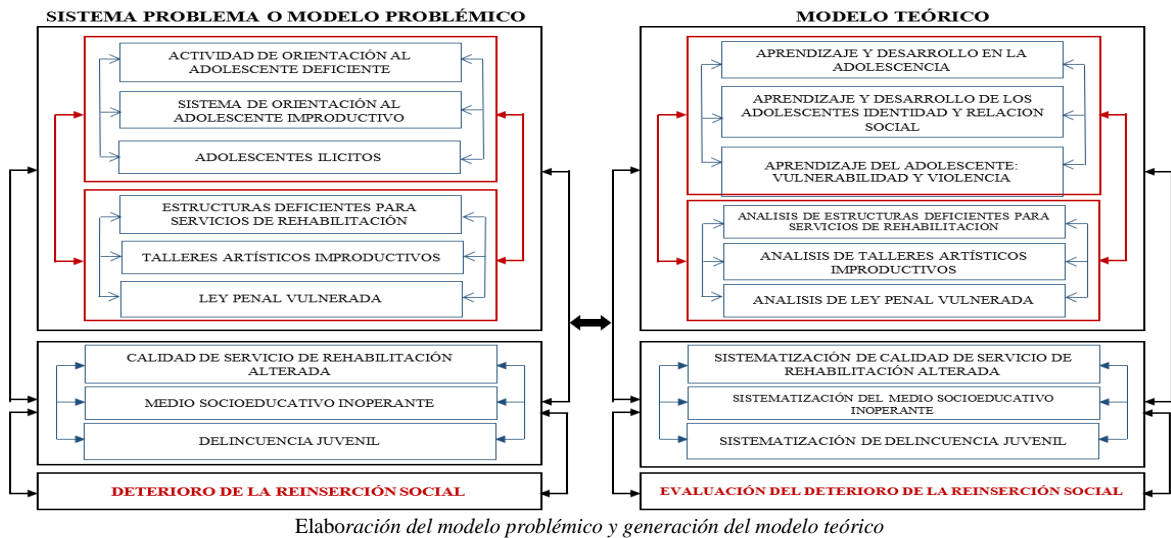 SISTEMA PROBLEMA O MODELO PROBLÉMICO
ACTIVIDAD DE ORIENTACIÓN AL
ADOLESCENTE DEFICIENTE
SISTEMA DE ORIENTACIÓN AL
ADOLESCENTE IMPRODUCTIVO
ADOLESCENTES ILICITOS
ESTRUCTURAS DEFICIENTES PARA
SERVICIOS DE REHABILITACIÓN
TALLERES ARTÍSTICOS IMPRODUCTIVOS
LEY PENAL VULNERADA
CALIDAD DE SERVICIO DE REHABILITACIÓN
ALTERADA
MEDIO SOCIOEDUCATIVO INOPERANTE
DELINCUENCIA JUVENIL
DETERIORO DE LA REINSERCIÓN SOCIAL
MODELO TEÓRICO
APRENDIZAJE Y DESARROLLO EN LA
ADOLESCENCIA
APRENDIZAJE Y DESARROLLO DE LOS
ADOLESCENTES IDENTIDAD Y RELACION
SOCIAL
APRENDIZAJE DEL ADOLESCENTE:
VULNERABILIDAD Y VIOLENCIA
ANALISIS DE ESTRUCTURAS DEFICIENTES PARA
SERVICIOS DE REHABILITACIÓN
ANALISIS DE TALLERES ARTÍSTICOS
IMPRODUCTIVOS
ANALISIS DE LEY PENAL VULNERADA
SISTEMATIZACIÓN DE CALIDAD DE SERVICIO DE
REHABILITACIÓN ALTERADA
SISTEMATIZACIÓN DEL MEDIO SOCIOEDUCATIVO
INOPERANTE
SISTEMATIZACIÓN DE DELINCUENCIA JUVENIL
EVALUACIÓN DEL DETERIORO DE LA REINSERCIÓN SOCIAL
Elaboración del modelo problémico y generación del modelo teórico